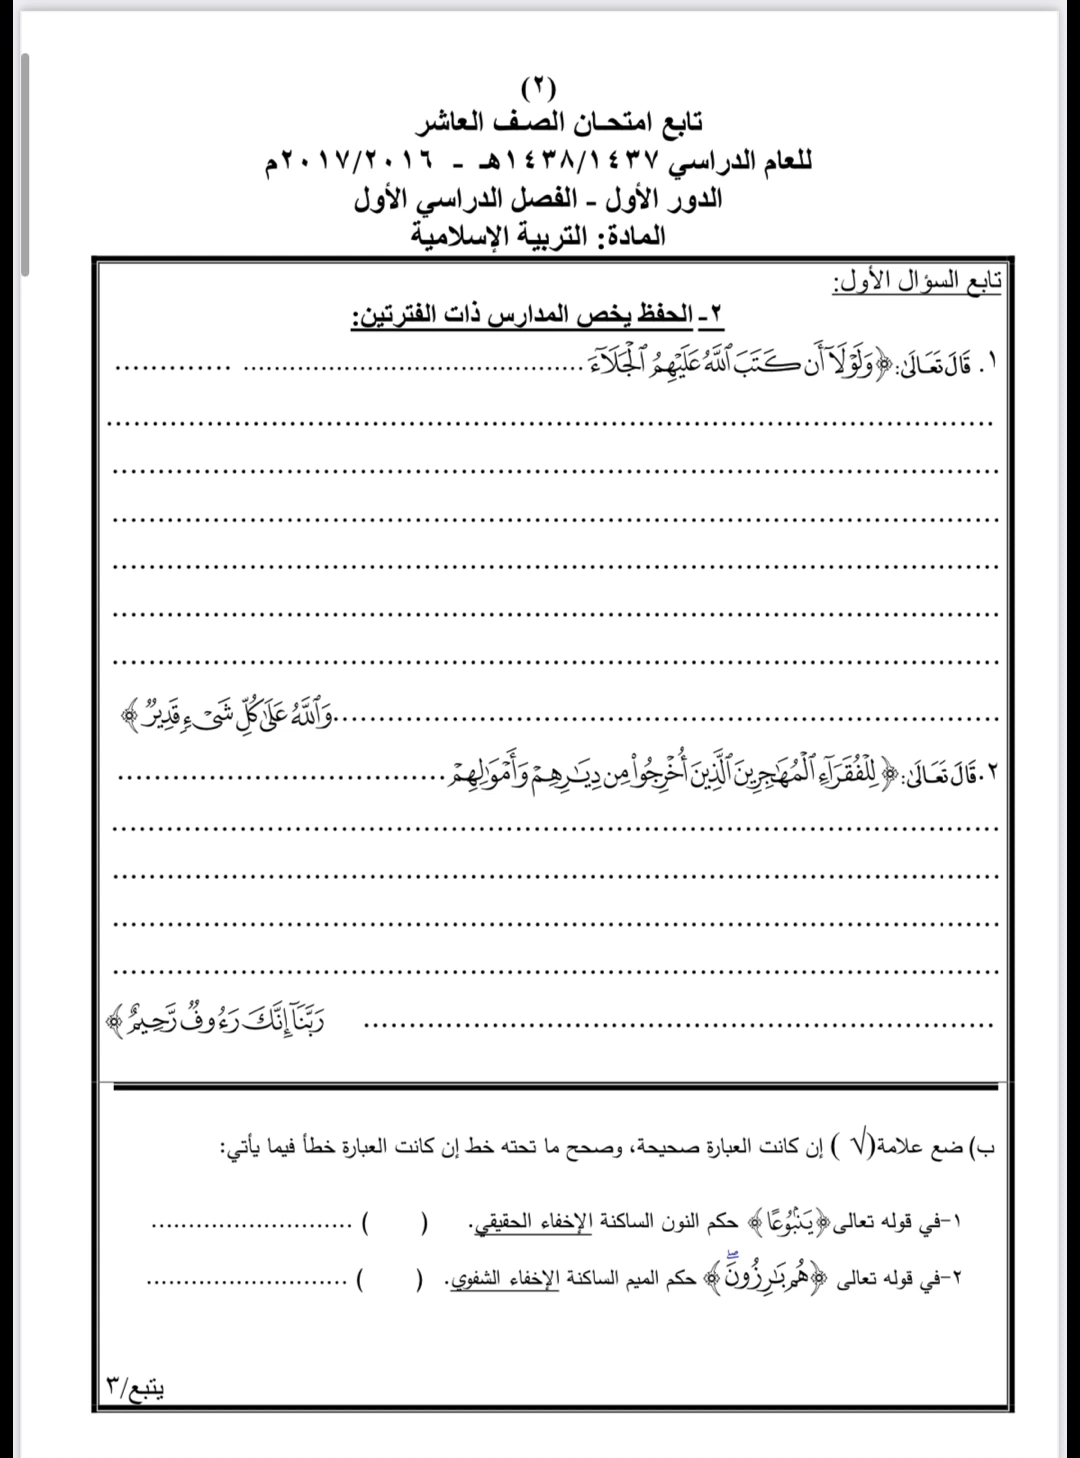 (٢)
تابع امتحان الصف العاشر
للعام الدراسي ١٤٣٨/١٤٣٧هـ - ٢٠١٧/٢٠١٦م
الدور الأول - الفصل الدراسي الأول
المادة: التربية الإسلامية
تابع السؤال الأول:
٢- الحفظ يخص المدارس ذات الفترتين:
١. قَالَ تَعَالَىٰ: ﴿ وَلَوْلَآ أَن كَتَبَ ٱللَّهُ عَلَيْهِمُ ٱلْجَلَآءَ ....................................................
....................................................................................
....................................................................................
....................................................................................
....................................................................................
....................................................................................
....................................................................................
............................................................وَٱللَّهُ عَلَىٰ كُلِّ شَىْءٍ قَدِيرٌ ﴾
٢. قَالَ تَعَالَىٰ: ﴿ لِلْفُقَرَآءِ ٱلْمُهَـٰجِرِينَ ٱلَّذِينَ أُخْرِجُوا۟ مِن دِيَـٰرِهِمْ وَأَمْوَٰلِهِمْ ..................................
....................................................................................
....................................................................................
....................................................................................
....................................................................................
............................................................ رَبَّنَآ إِنَّكَ رَءُوفٌ رَّحِيمٌ ﴾
ب) ضع علامة(√ ) إن كانت العبارة صحيحة، وصحح ما تحته خط إن كانت العبارة خطأ فيما يأتي:
١-في قوله تعالى ﴿ يَنۢبُوعًا ﴾ حكم النون الساكنة الإخفاء الحقيقي. ( ) ............................
٢-في قوله تعالى ﴿ هُم بَـٰرِزُونَ ۖ ﴾ حكم الميم الساكنة الإخفاء الشفوي. ( ) ............................
يتبع/٣